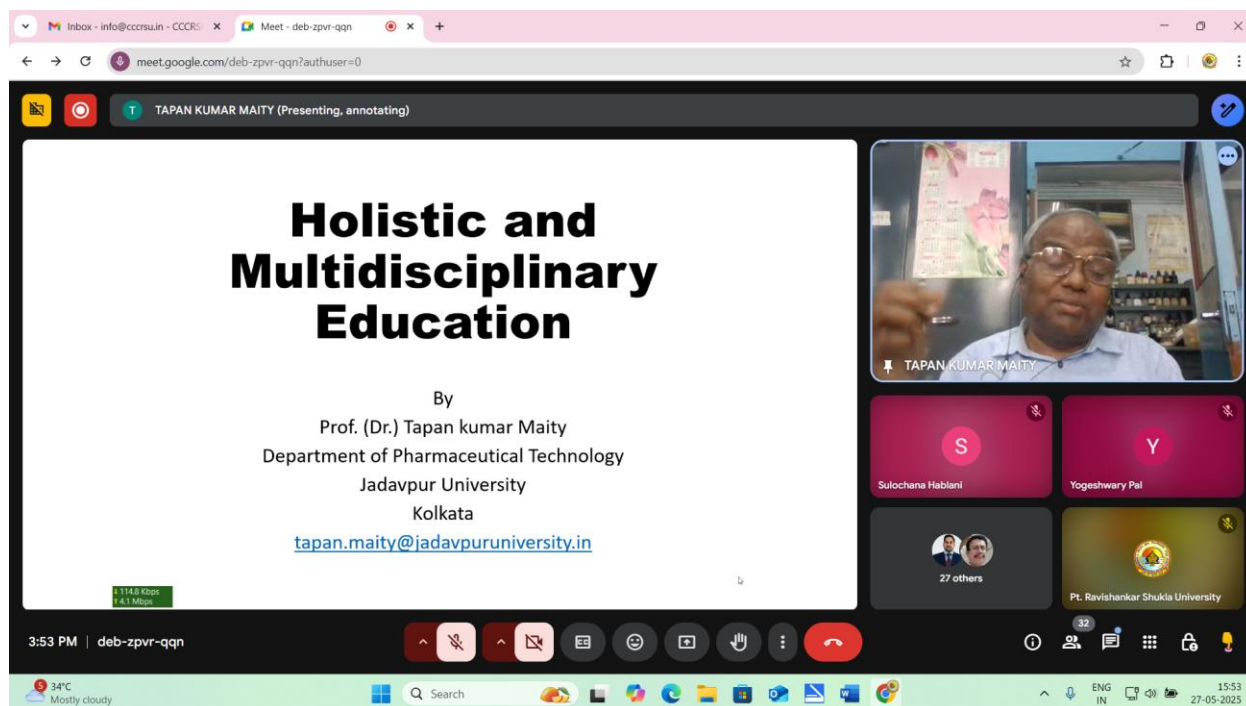 Inbox - info@cccrsu.in - CCCRS
Meet - deb-zpvr-qqn
meet.google.com/deb-zpvr-qqn?authuser=0
T TAPAN KUMAR MAITY (Presenting, annotating)
Holistic and
Multidisciplinary
Education
By
Prof. (Dr.) Tapan kumar Maity
Department of Pharmaceutical Technology
Jadavpur University
Kolkata
tapan.maity@jadavpuruniversity.in
114.8 Kbps
4.1 Mbps
TAPAN KUMAR MAITY
S
Sulochana Hablani
Y
Yogeshwary Pal
27 others
Pt. Ravishankar Shukla University
3:53 PM | deb-zpvr-qqn
32
5
34°C
Mostly cloudy
Search
ENG
IN
15:53
27-05-2025